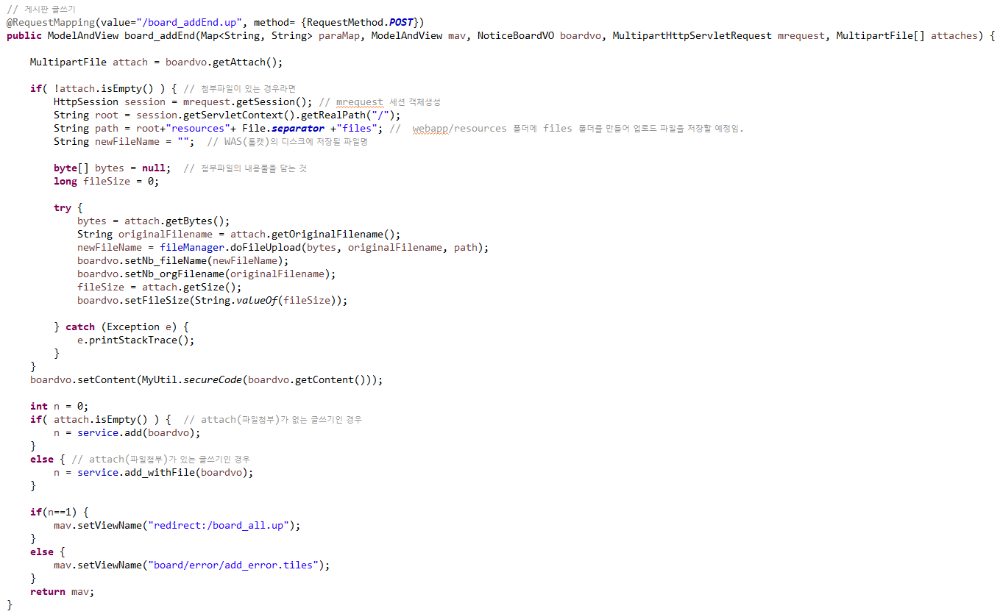 // 게시판 글쓰기
@RequestMapping(value="/board_addEnd.up", method= {RequestMethod.POST})
public ModelAndView board_addEnd(Map<String, String> paraMap, ModelAndView mav, NoticeBoardVO boardvo, MultipartHttpServletRequest mrequest, MultipartFile[] attaches) {
MultipartFile attach = boardvo.getAttach();
if( !attach.isEmpty() ) { // 첨부파일이 있는 경우라면
HttpSession session = mrequest.getSession(); // mrequest 세션 객체생성
String root = session.getServletContext().getRealPath("/");
String path = root+"resources"+ File.separator +"files"; //  webapp/resources 폴더에 files 폴더를 만들어 업로드 파일을 저장할 예정임.
String newFileName = "";  // WAS(톰캣)의 디스크에 저장될 파일명
byte[] bytes = null;  // 첨부파일의 내용물을 담는 것
long fileSize = 0;
try {
bytes = attach.getBytes();
String originalFilename = attach.getOriginalFilename();
newFileName = fileManager.doFileUpload(bytes, originalFilename, path);
boardvo.setNb_fileName(newFileName);
boardvo.setNb_orgFilename(originalFilename);
fileSize = attach.getSize();
boardvo.setFileSize(String.valueOf(fileSize));
} catch (Exception e) {
e.printStackTrace();
}
}
boardvo.setContent(MyUtil.secureCode(boardvo.getContent()));
int n = 0;
if( attach.isEmpty() ) {  // attach(파일첨부)가 없는 글쓰기인 경우
n = service.add(boardvo);
}
else { // attach(파일첨부)가 있는 글쓰기인 경우
n = service.add_withFile(boardvo);
}
if(n==1) {
mav.setViewName("redirect:/board_all.up");
}
else {
mav.setViewName("board/error/add_error.tiles");
}
return mav;
}